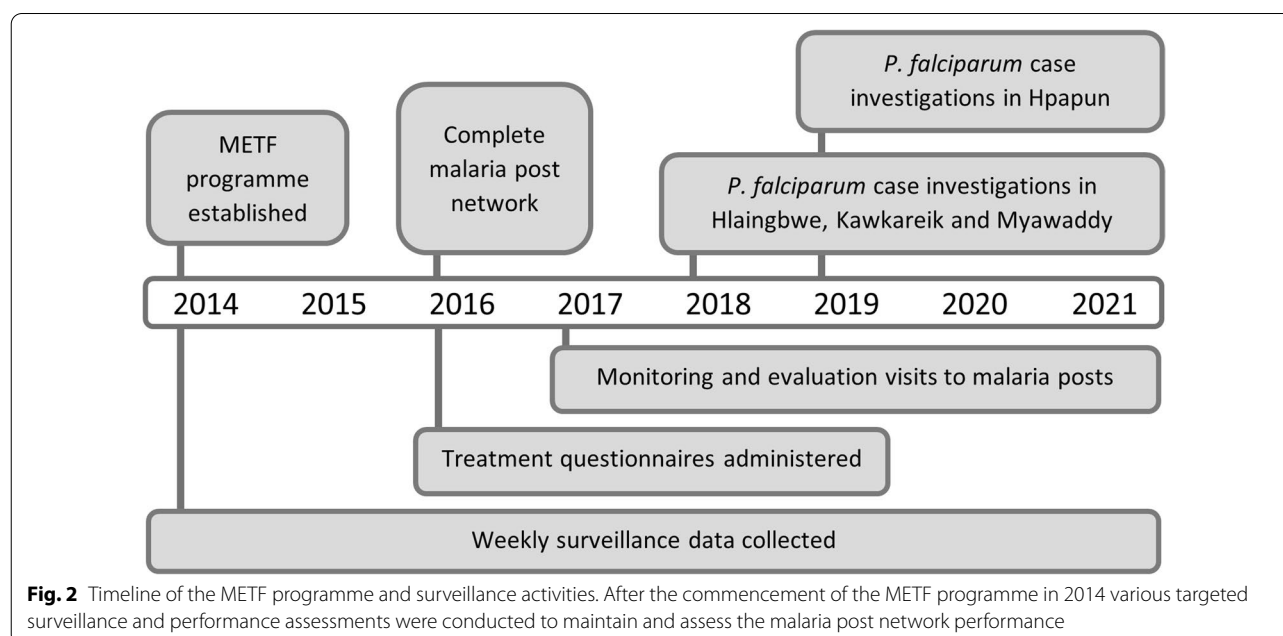 P. falciparum case
investigations in Hpapun
METF
programme
established
Complete
malaria post
network
P. falciparum case investigations in
Hlaingbwe, Kawkareik and Myawaddy
2014 2015 2016 2017 2018 2019 2020 2021
Monitoring and evaluation visits to malaria posts
Treatment questionnaires administered
Weekly surveillance data collected
Fig. 2 Timeline of the METF programme and surveillance activities. After the commencement of the METF programme in 2014 various targeted
surveillance and performance assessments were conducted to maintain and assess the malaria post network performance